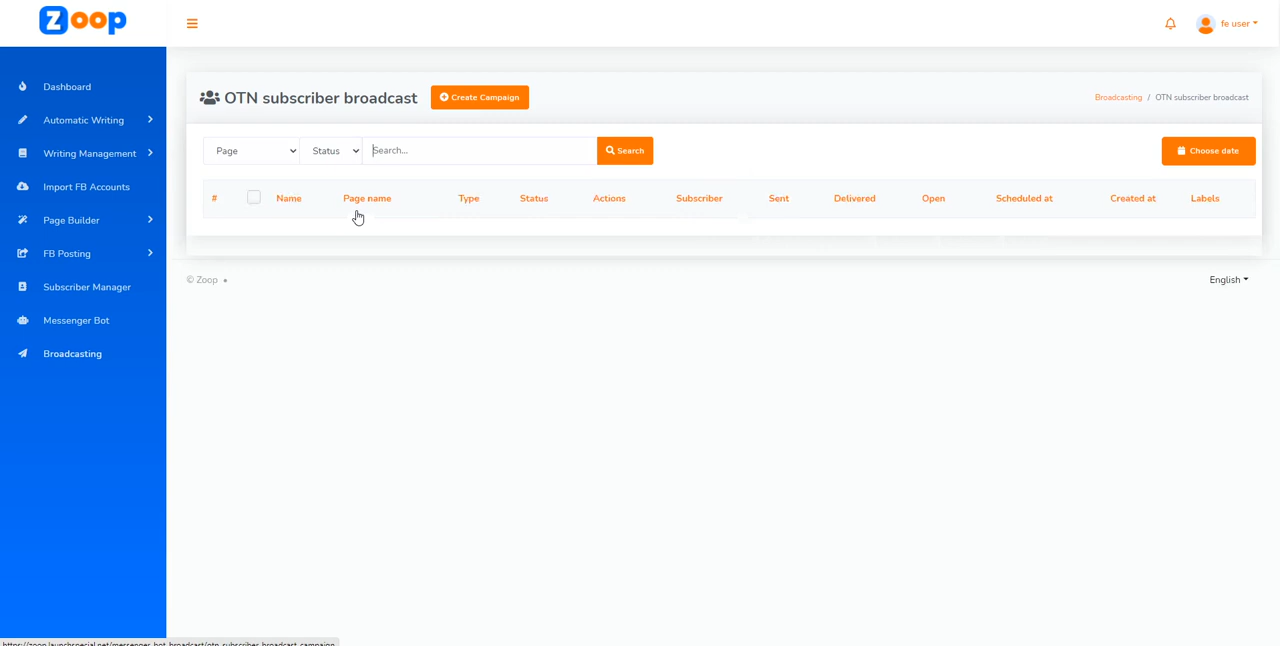 Zoop
fe user
Dashboard
Automatic Writing
Writing Management
Import FB Accounts
Page Builder
FB Posting
Subscriber Manager
Messenger Bot
Broadcasting
OTN subscriber broadcast
Create Campaign
Broadcasting / OTN subscriber broadcast
Page
Status
Search...
Search
Choose date
# Name Page name Type Status Actions Subscriber Sent Delivered Open Scheduled at Created at Labels
© Zoop •
English
https://zoop.launchspecial.net/messenger_bot_broadcast/otn_subscriber_broadcast_campaign